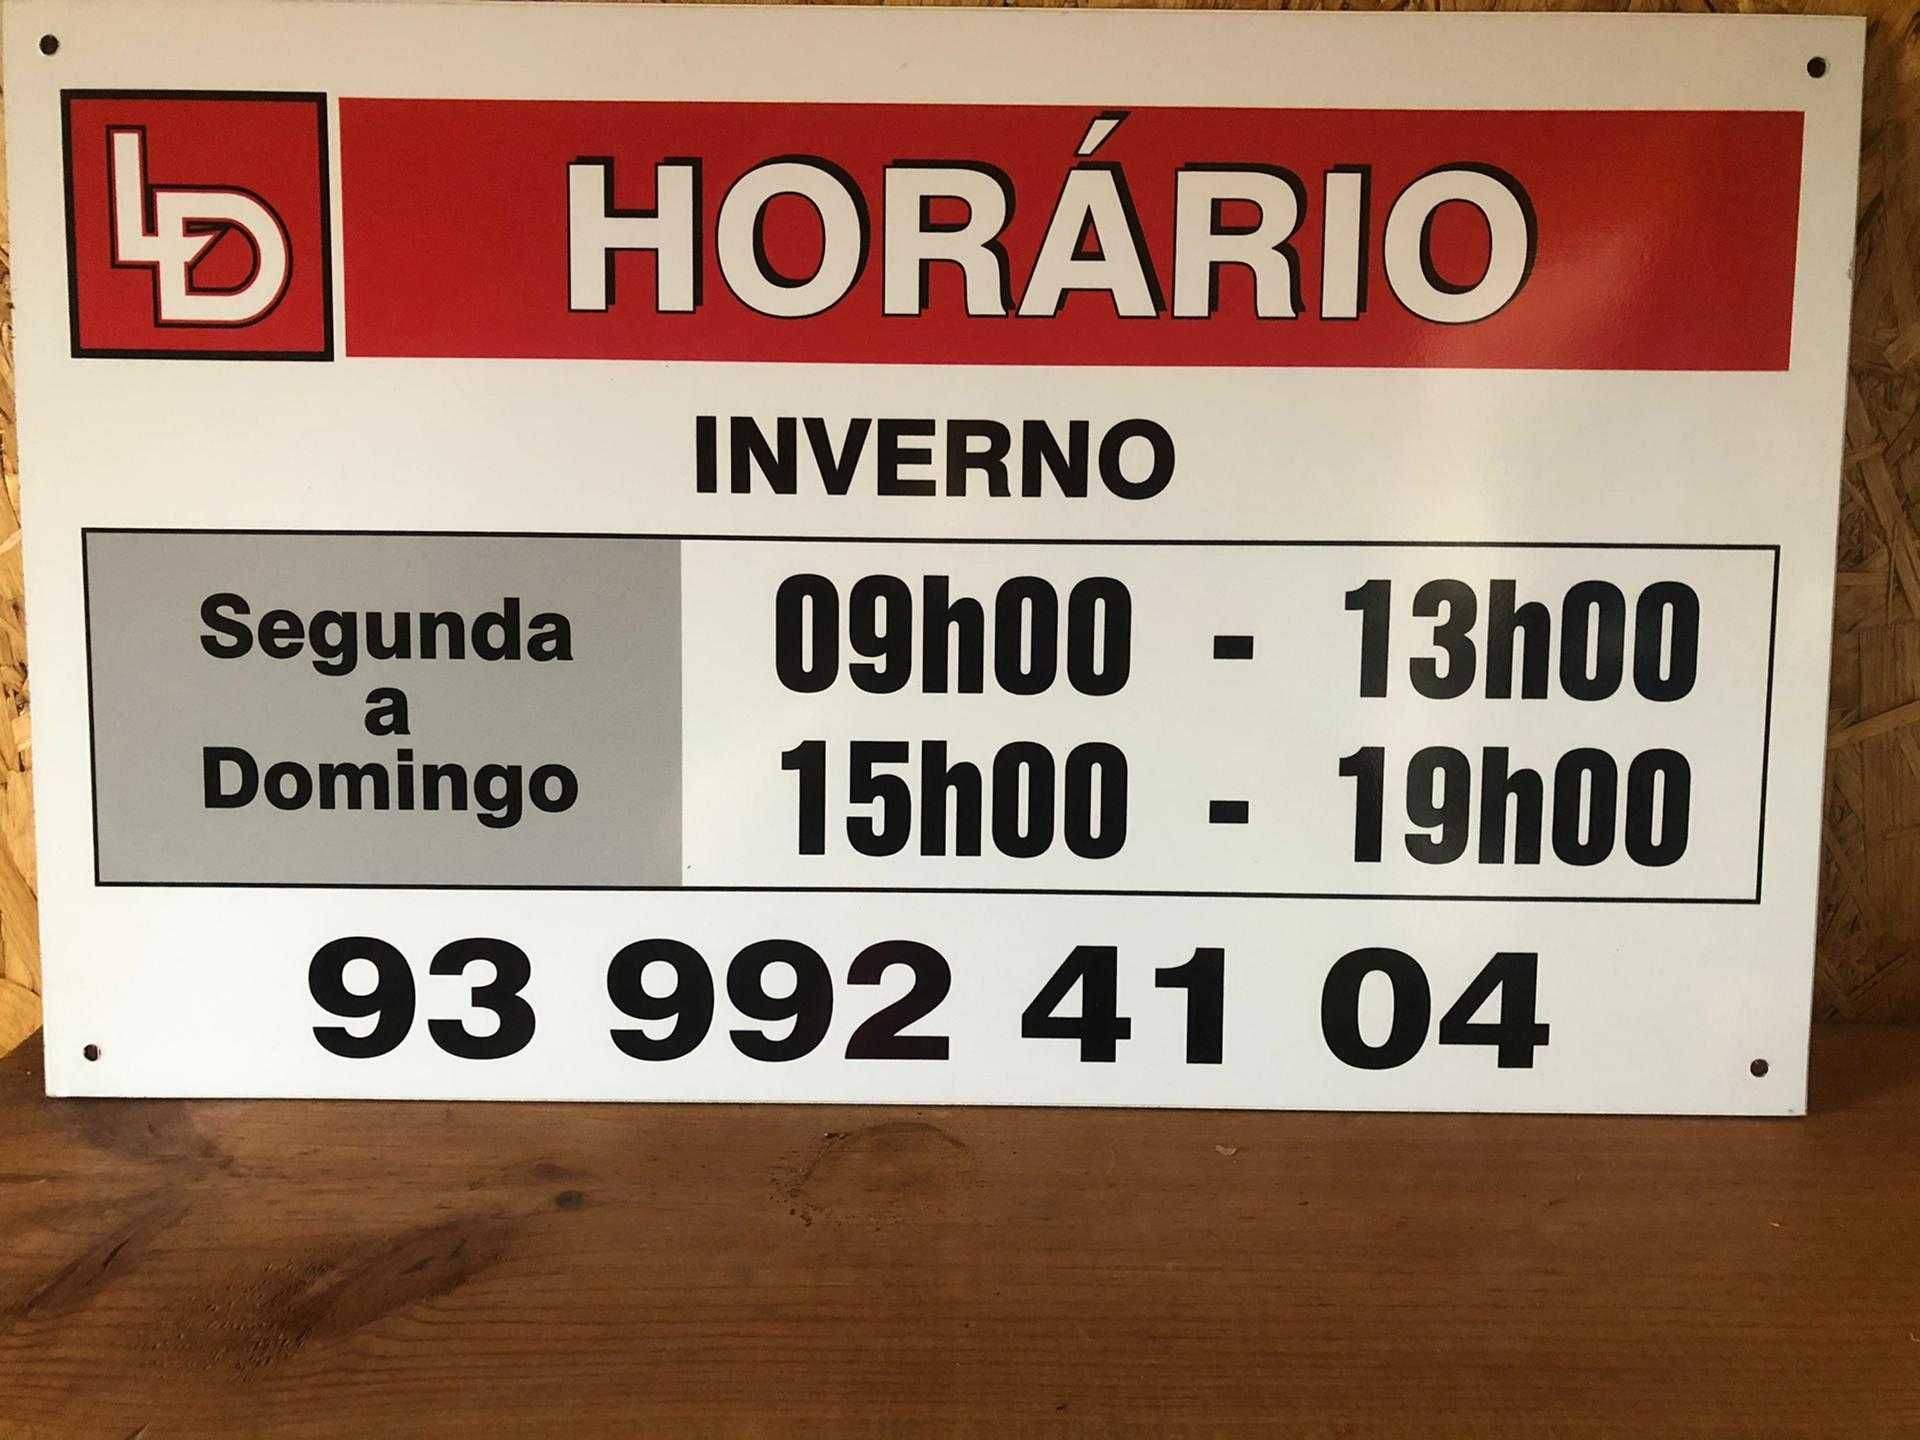 LD HORÁRIO
INVERNO
Segunda
a
Domingo
09h00 - 13h00
15h00 - 19h00
93 992 41 04